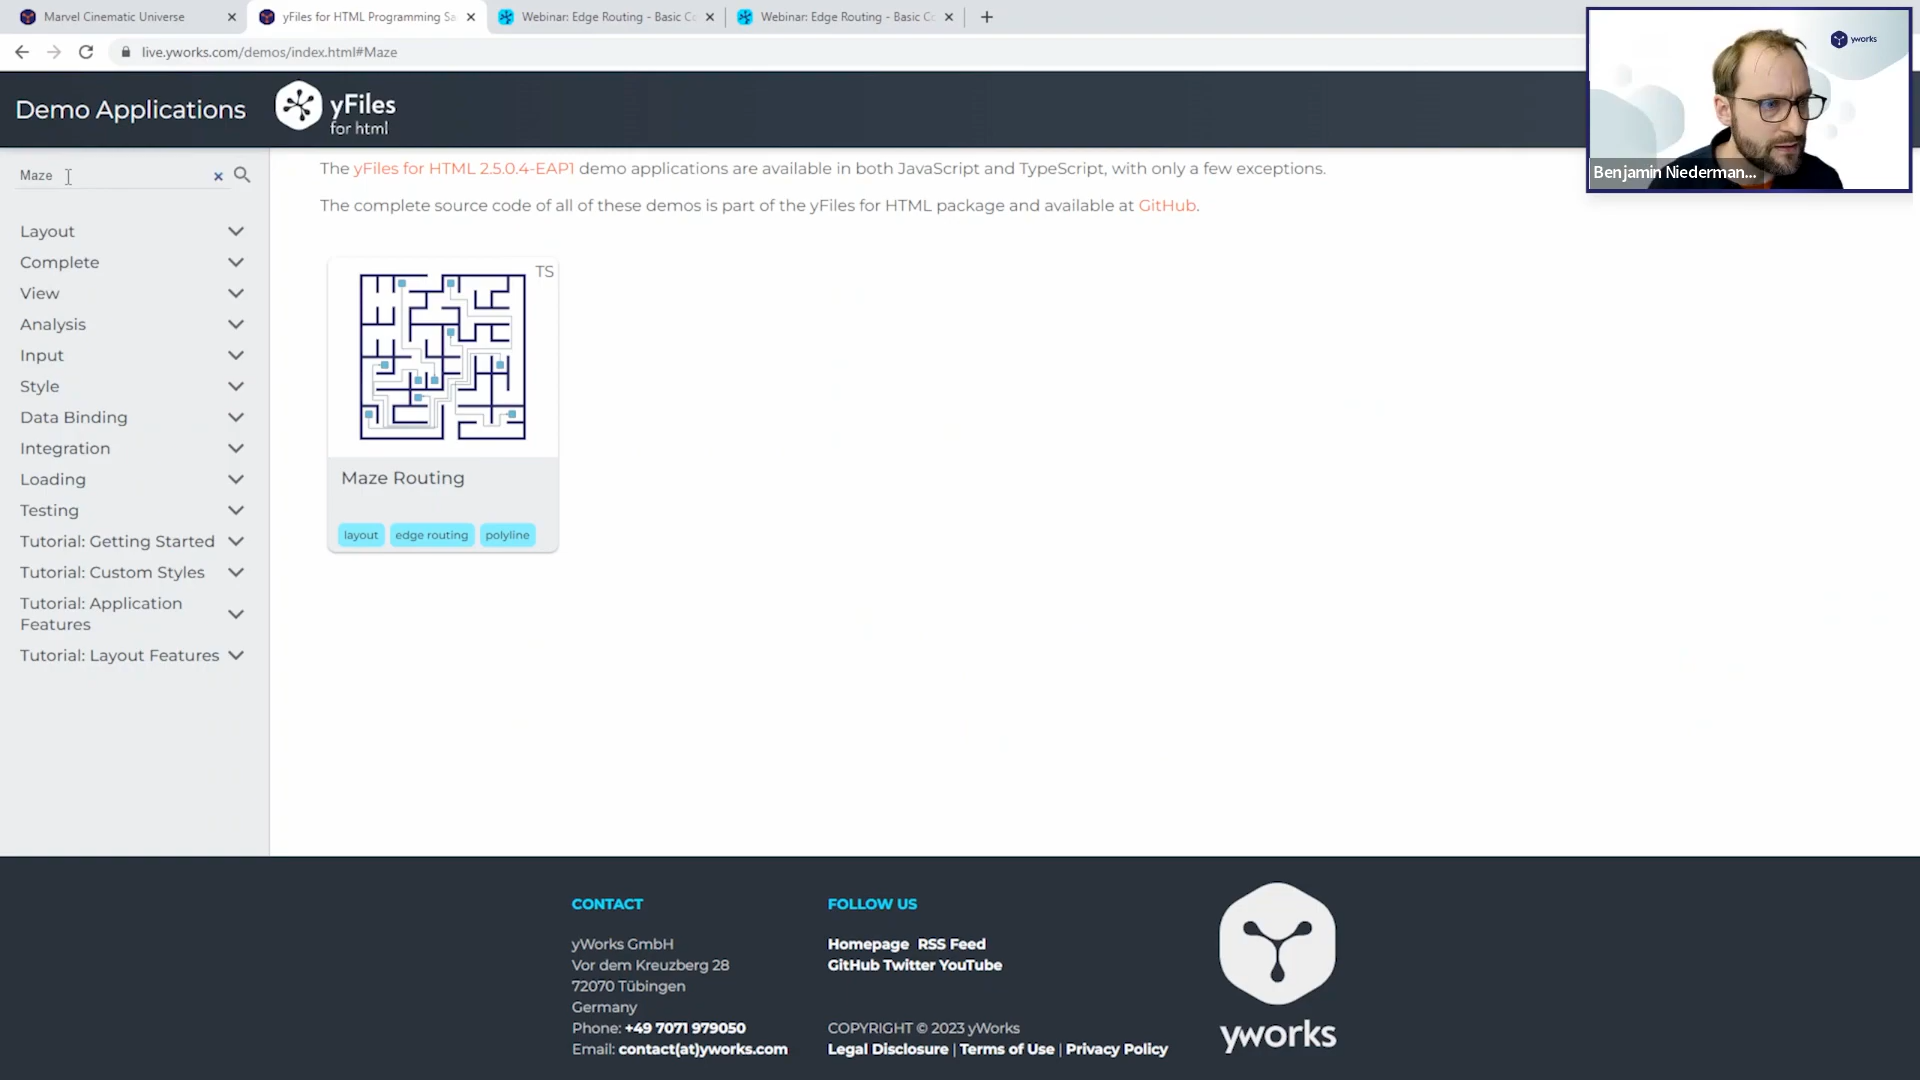 Marvel Cinematic Universe
yFiles for HTML Programming Sa
Webinar: Edge Routing - Basic Co
Webinar: Edge Routing - Basic Co
live.yworks.com/demos/index.html#Maze
yworks
Benjamin Niederman...
Demo Applications
yFiles
for html
Maze
Layout
Complete
View
Analysis
Input
Style
Data Binding
Integration
Loading
Testing
Tutorial: Getting Started
Tutorial: Custom Styles
Tutorial: Application
Features
Tutorial: Layout Features
The yFiles for HTML 2.5.0.4-EAP1 demo applications are available in both JavaScript and TypeScript, with only a few exceptions.
The complete source code of all of these demos is part of the yFiles for HTML package and available at GitHub.
TS
Maze Routing
layout edge routing polyline
CONTACT
yWorks GmbH
Vor dem Kreuzberg 28
72070 Tübingen
Germany
Phone: +49 7071 979050
Email: contact(at)yworks.com
FOLLOW US
Homepage RSS Feed
GitHub Twitter YouTube
COPYRIGHT © 2023 yWorks
Legal Disclosure | Terms of Use | Privacy Policy
yworks